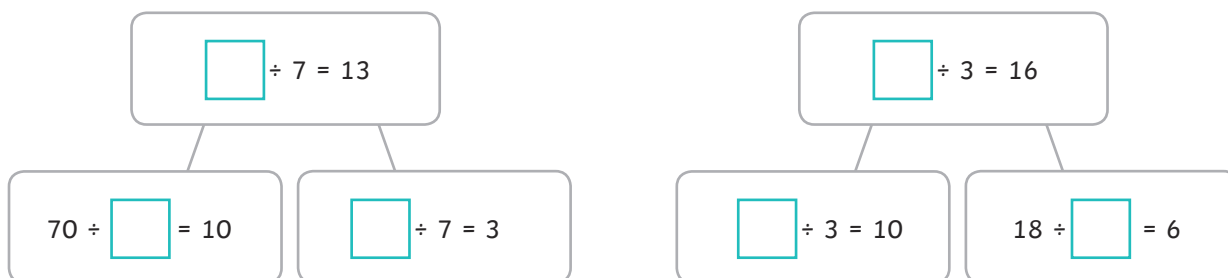 ÷ 7 = 13
÷ 3 = 16
70 ÷ = 10
÷ 7 = 3
÷ 3 = 10
18 ÷ = 6